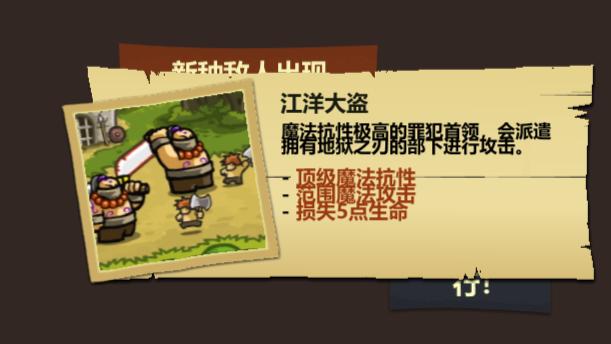 新种敌人出现
江洋大盗
魔法抗性极高的罪犯首领。会派遣
拥有地狱之刃的部下进行攻击。
- 顶级魔法抗性
- 范围魔法攻击
- 损失5点生命
行!